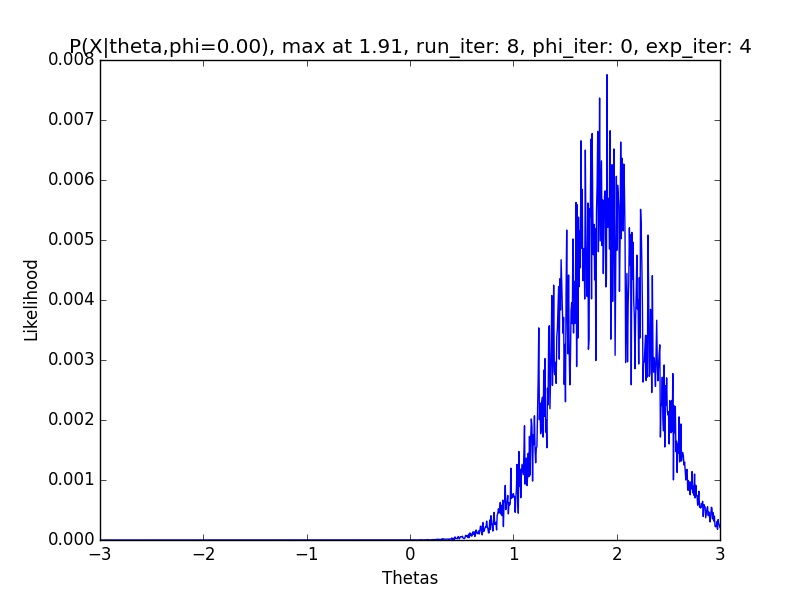 P(X|theta,phi=0.00), max at 1.91, run_iter: 8, phi_iter: 0, exp_iter: 4
0.008
0.007
0.006
0.005
0.004
0.003
0.002
0.001
0.000
Likelihood
−3 −2 −1 0 1 2 3
Thetas